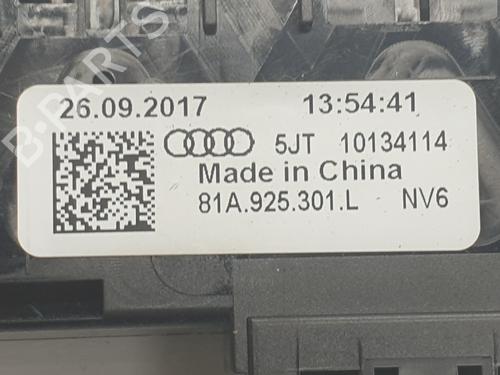 26.09.2017 13:54:41
5JT 10134114
Made in China
81A.925.301.L NV6
B-PARTS